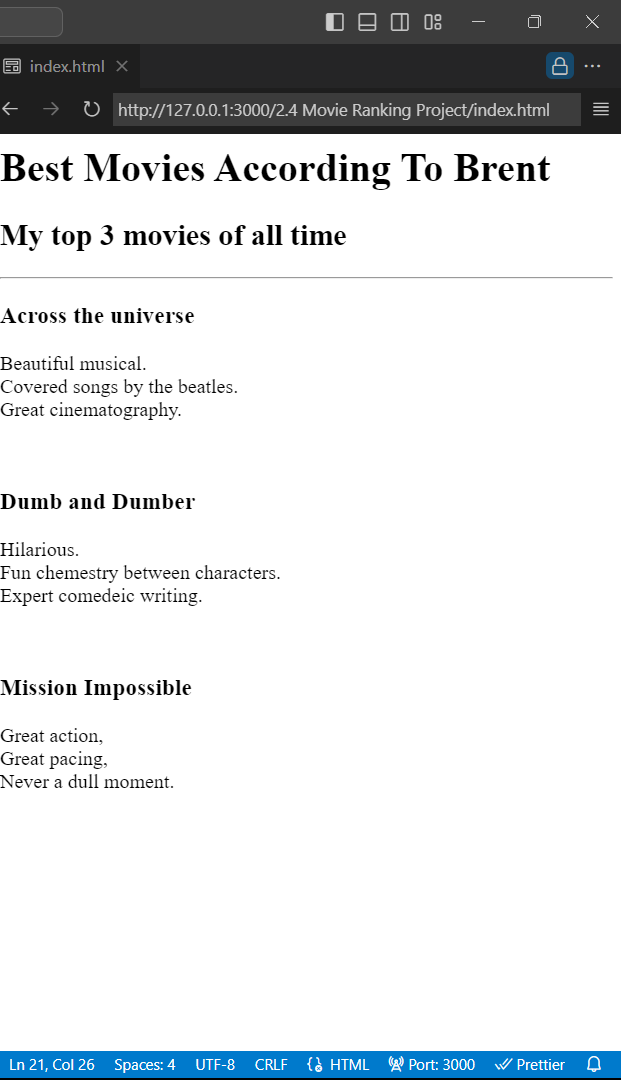 index.html
http://127.0.0.1:3000/2.4 Movie Ranking Project/index.html
Best Movies According To Brent
My top 3 movies of all time
Across the universe
Beautiful musical.
Covered songs by the beatles.
Great cinematography.
Dumb and Dumber
Hilarious.
Fun chemestry between characters.
Expert comedeic writing.
Mission Impossible
Great action,
Great pacing,
Never a dull moment.
Ln 21, Col 26 Spaces: 4 UTF-8 CRLF HTML Port: 3000 Prettier